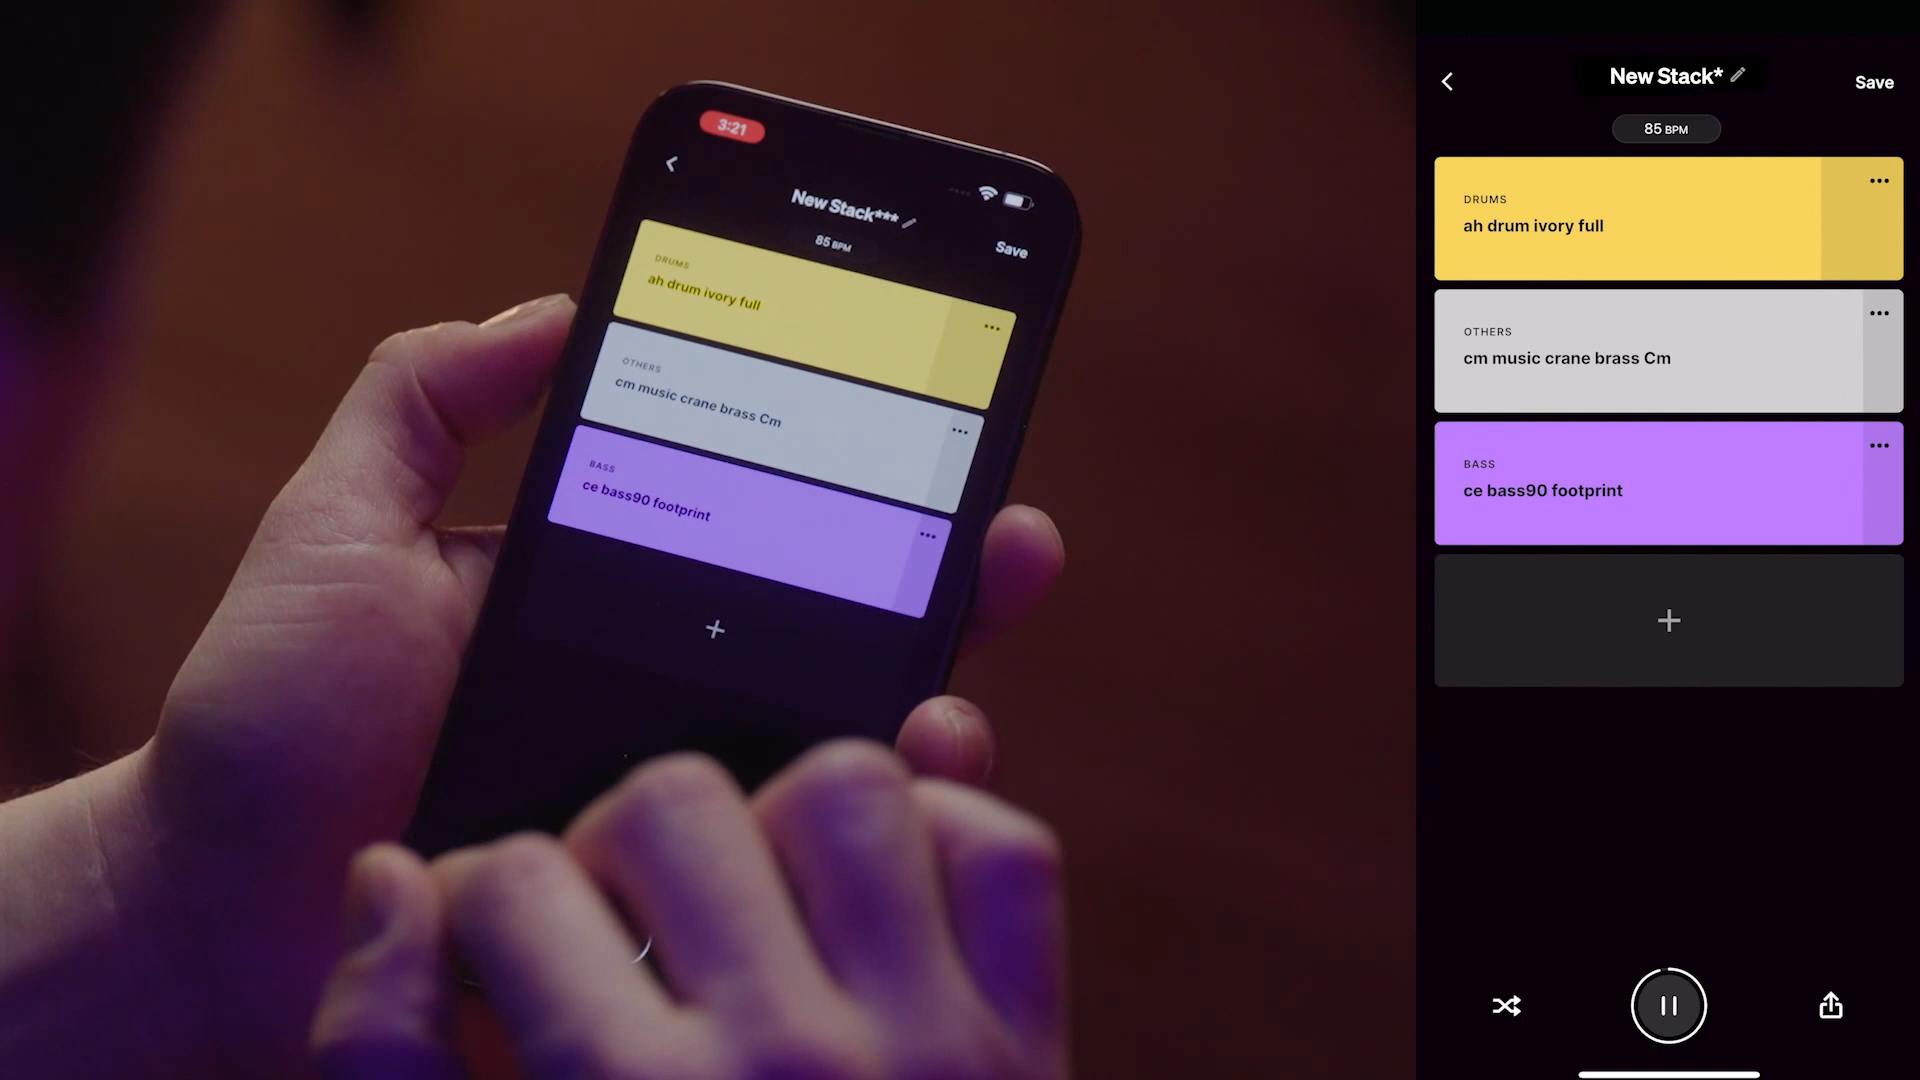 3:21
New Stack***
85 BPM
Save
DRUMS
ah drum ivory full
OTHERS
cm music crane brass Cm
BASS
ce bass90 footprint
New Stack*
Save
85 BPM
DRUMS
ah drum ivory full
OTHERS
cm music crane brass Cm
BASS
ce bass90 footprint